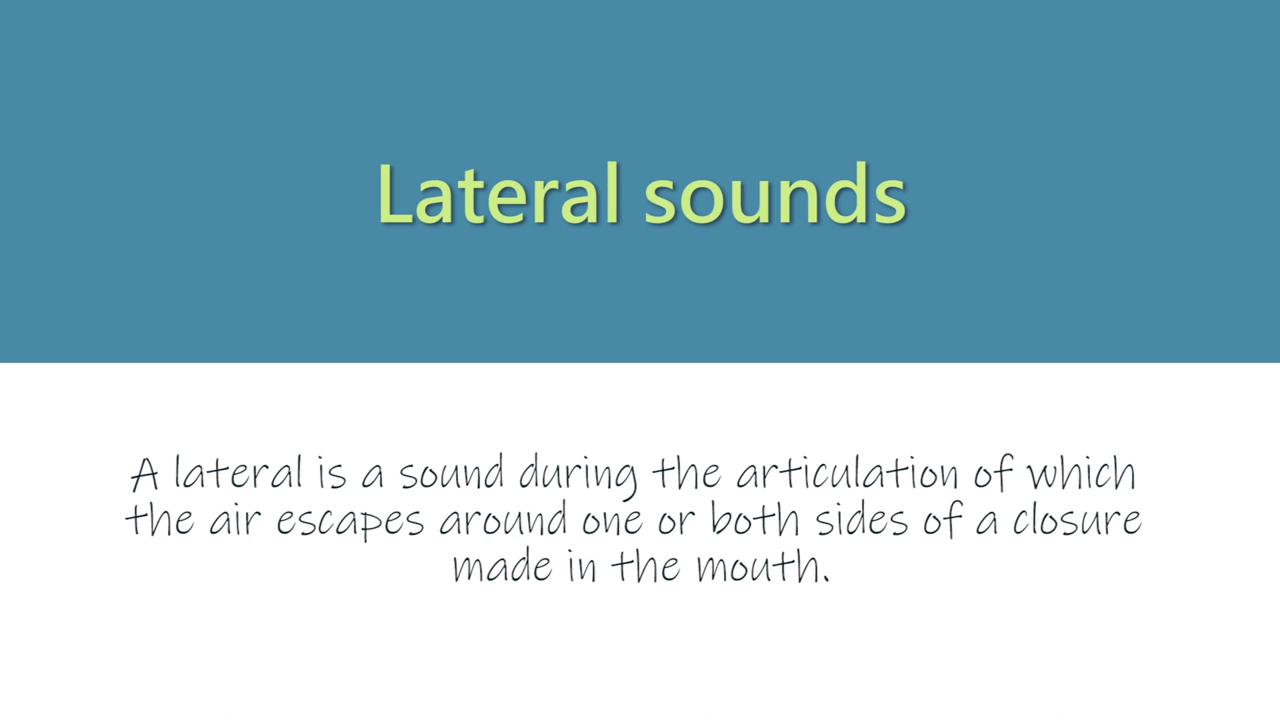 Lateral sounds
A lateral is a sound during the articulation of which
the air escapes around one or both sides of a closure
made in the mouth.